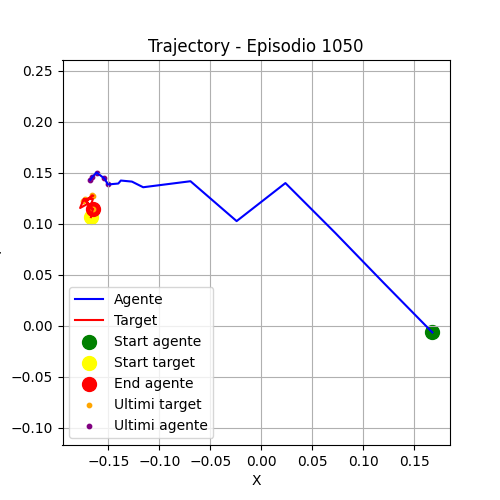 Trajectory - Episodio 1050
0.25
0.20
0.15
0.10
0.05
0.00
−0.05
−0.10
Agente
Target
Start agente
Start target
End agente
Ultimi target
Ultimi agente
−0.15 −0.10 −0.05 0.00 0.05 0.10 0.15
X